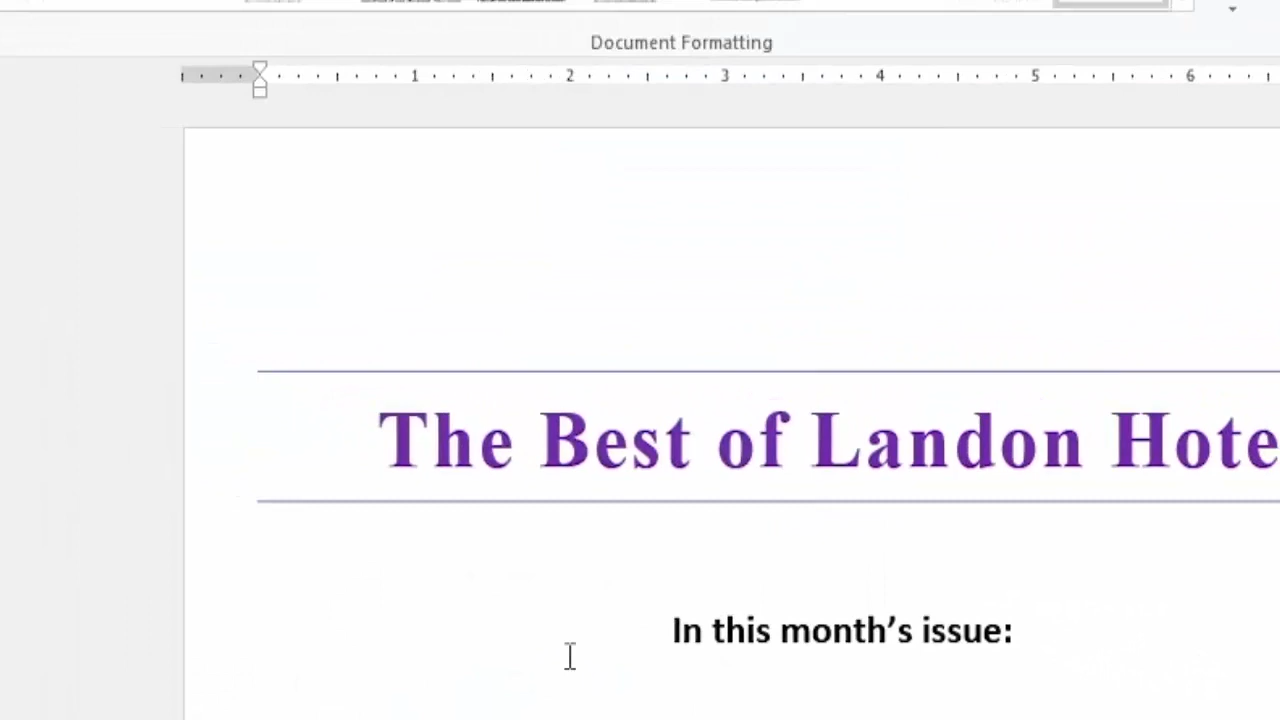 Document Formatting
1 2 3 4 5 6
The Best of Landon Hote
In this month’s issue: